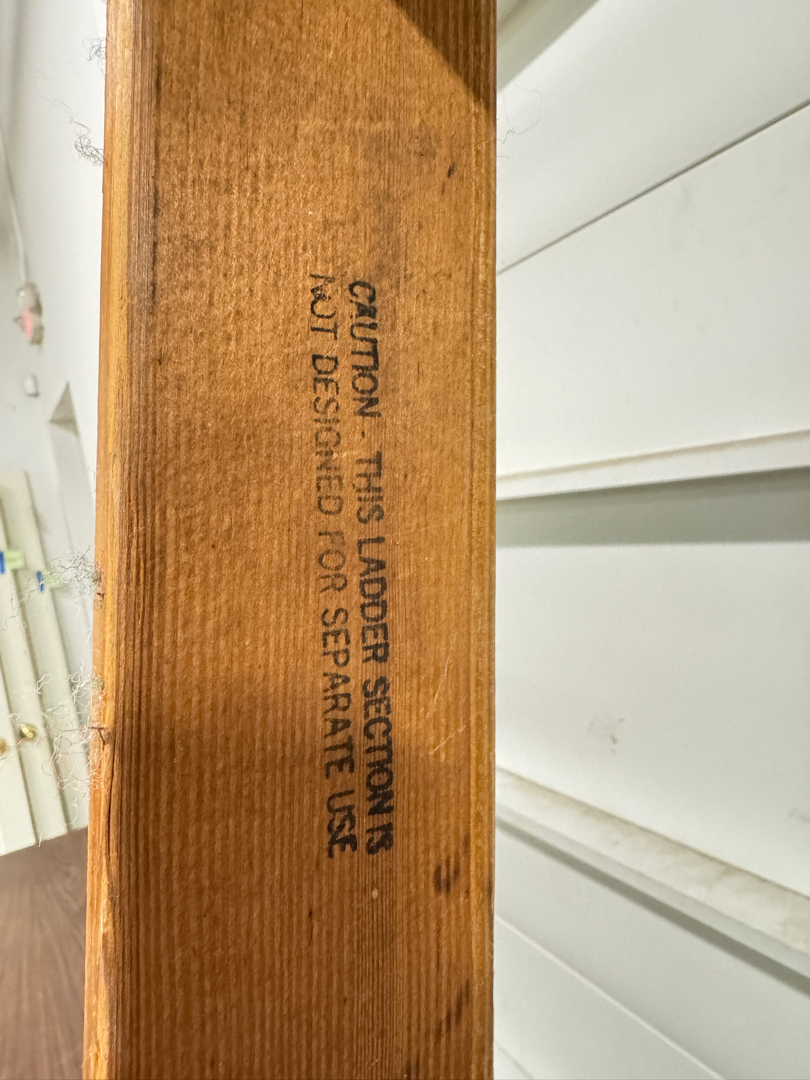 CAUTION - THIS LADDER SECTION IS
NOT DESIGNED FOR SEPARATE USE